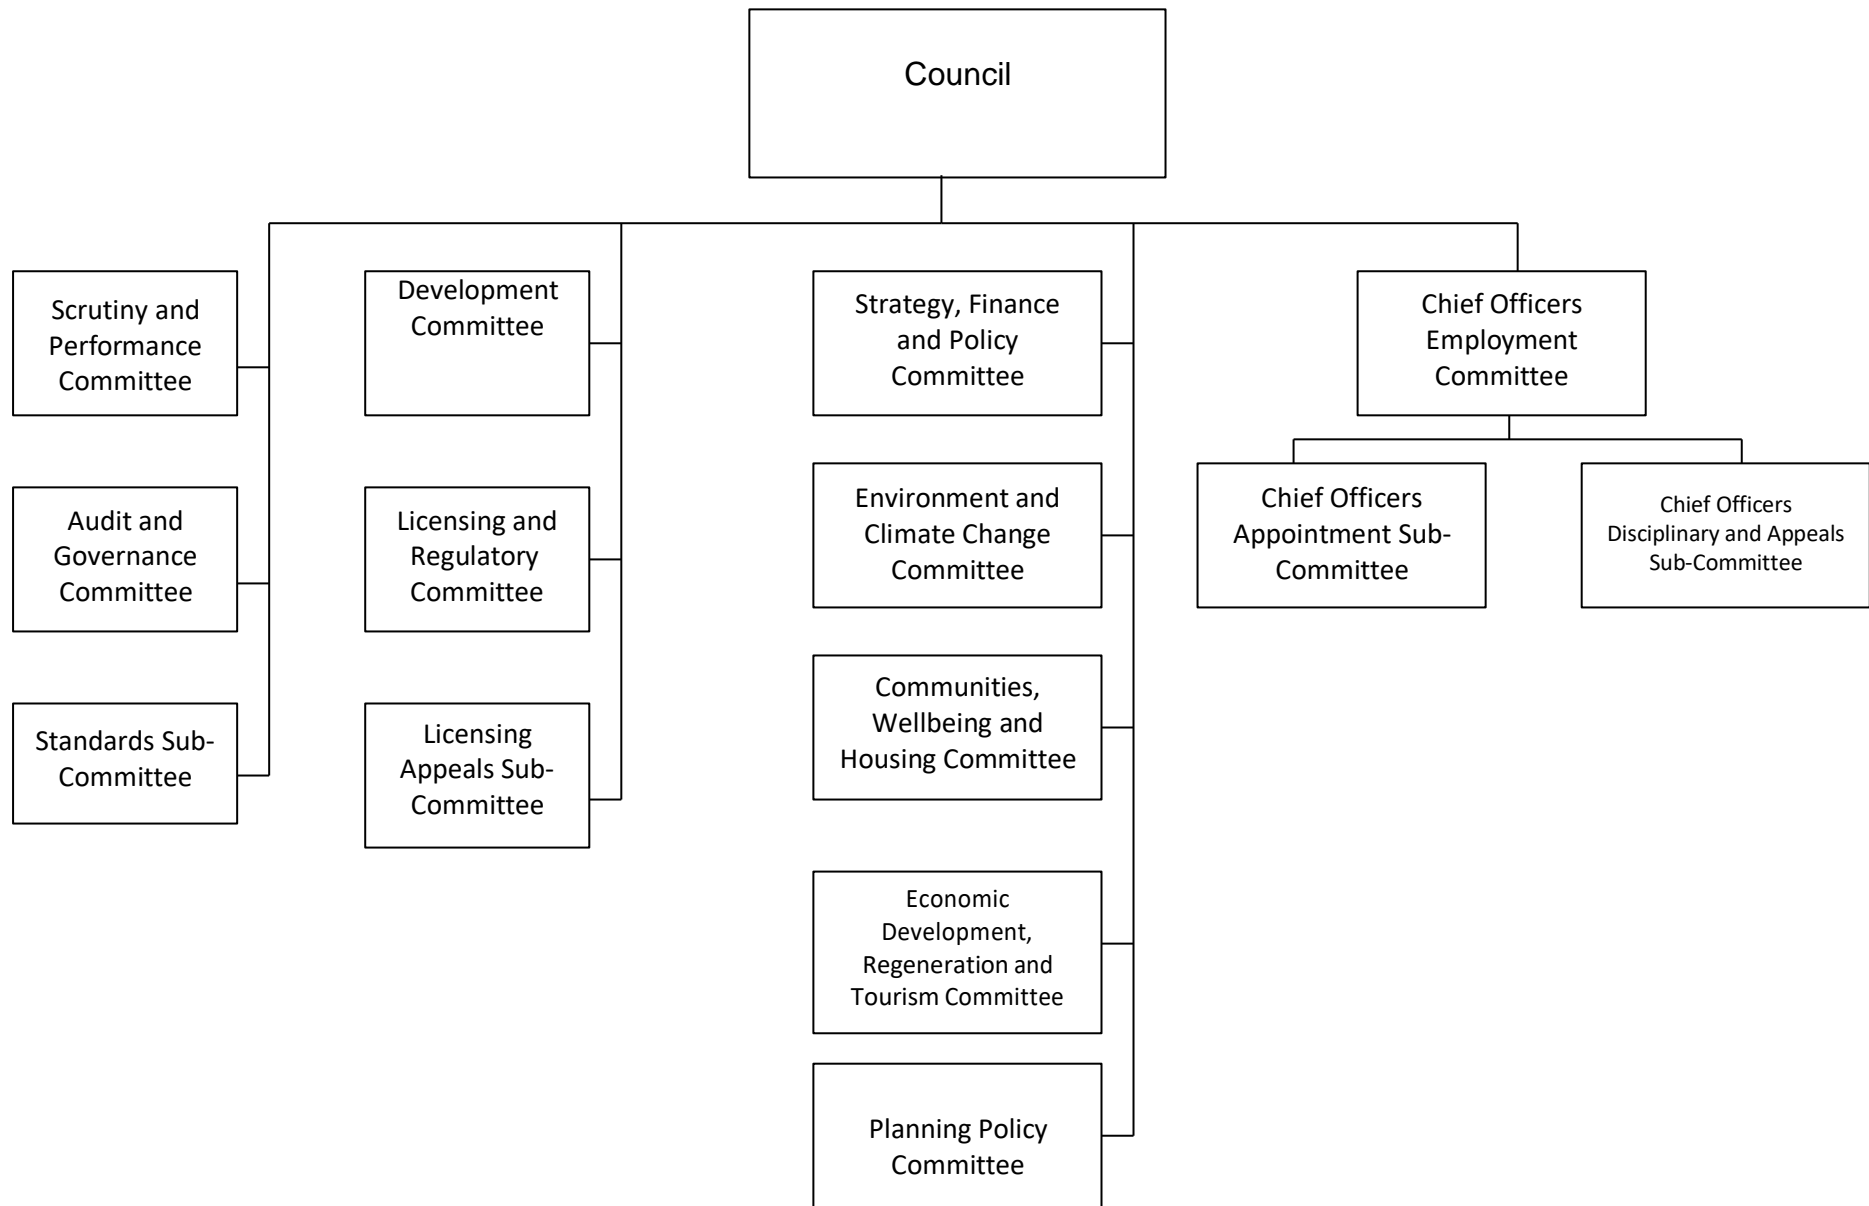 Council
Scrutiny and
Performance
Committee
Development
Committee
Strategy, Finance
and Policy
Committee
Chief Officers
Employment
Committee
Audit and
Governance
Committee
Licensing and
Regulatory
Committee
Environment and
Climate Change
Committee
Chief Officers
Appointment Sub-
Committee
Chief Officers
Disciplinary and Appeals
Sub-Committee
Standards Sub-
Committee
Licensing
Appeals Sub-
Committee
Communities,
Wellbeing and
Housing Committee
Economic
Development,
Regeneration and
Tourism Committee
Planning Policy
Committee